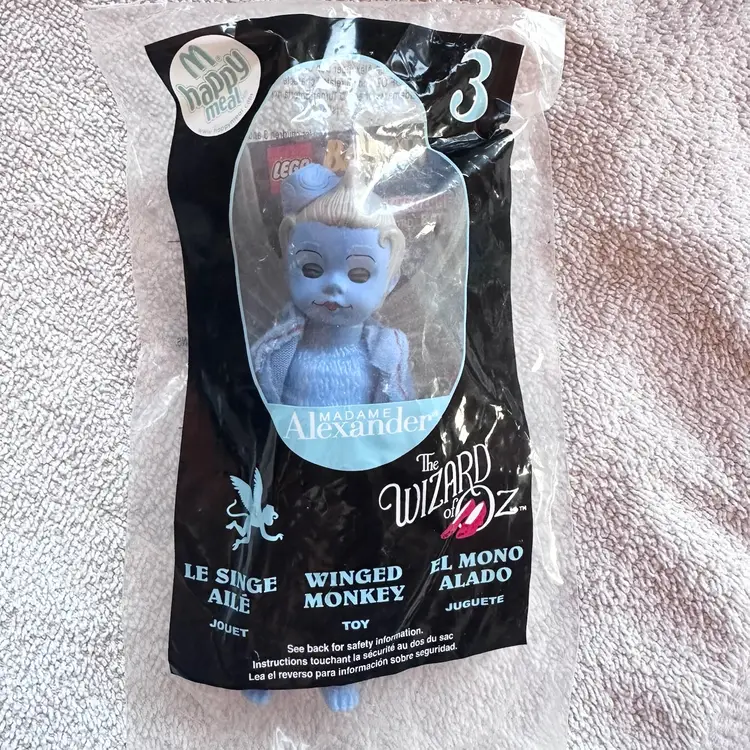 M
happy
meal
3
LEGO
MADAME
Alexander®
The
WIZARD
of OZ™
LE SINGE
AILÉ
JOUET
WINGED
MONKEY
TOY
EL MONO
ALADO
JUGUETE
See back for safety information.
Instructions touchant la sécurité au dos du sac
Lea el reverso para información sobre seguridad.